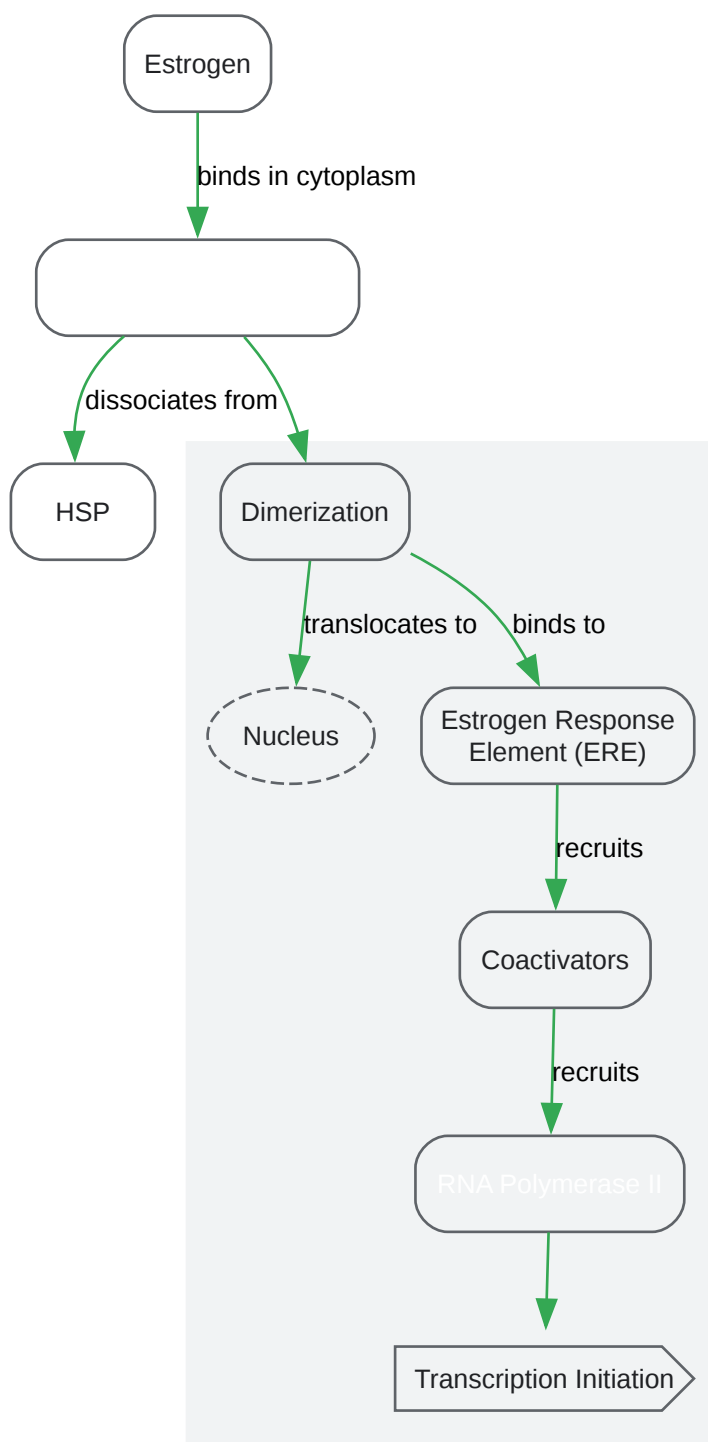 Estrogen
binds in cytoplasm
dissociates from
HSP
Dimerization
translocates to
binds to
Nucleus
Estrogen Response
Element (ERE)
recruits
Coactivators
recruits
RNA Polymerase II
Transcription Initiation